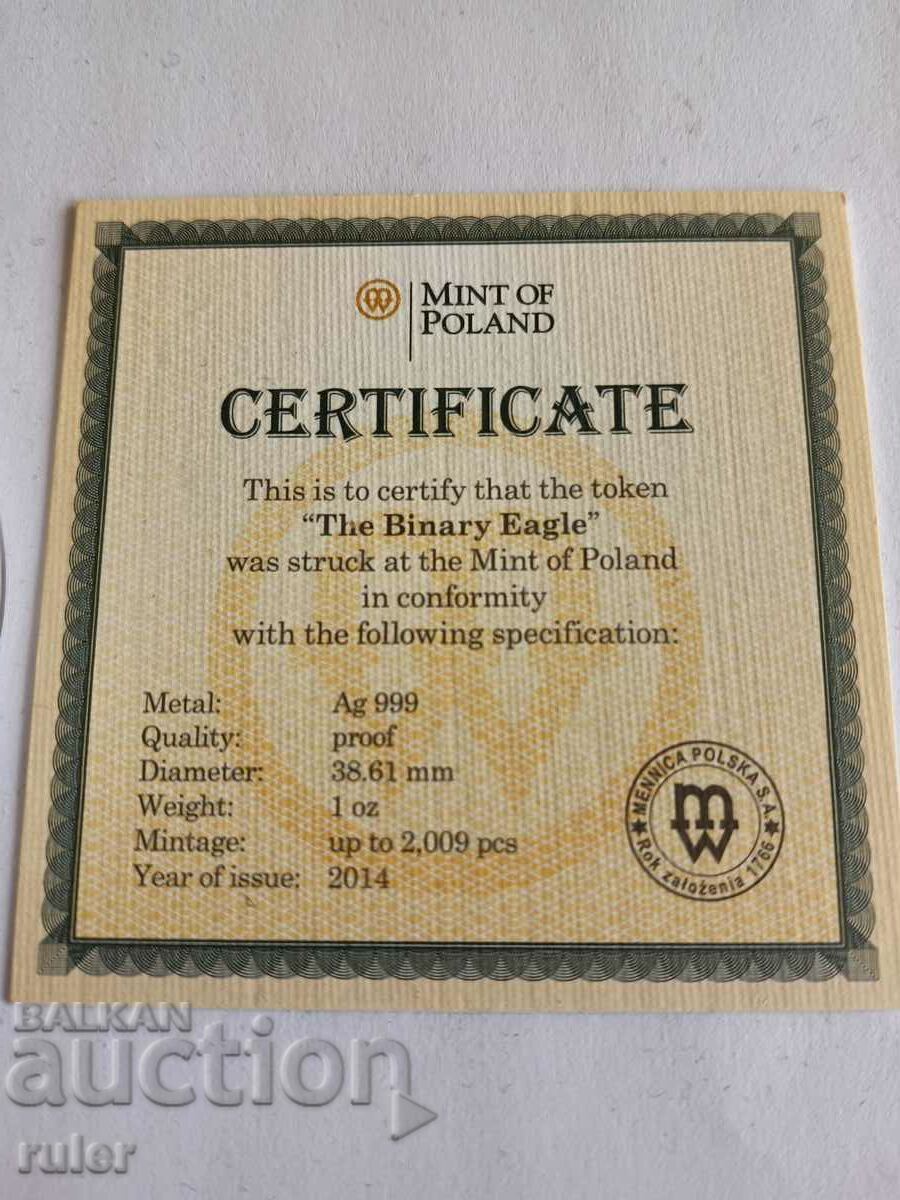 MINT OF
POLAND
CERTIFICATE
This is to certify that the token
“The Binary Eagle”
was struck at the Mint of Poland
in conformity
with the following specification:
Metal: Ag 999
Quality: proof
Diameter: 38.61 mm
Weight: 1 oz
Mintage: up to 2,009 pcs
Year of issue: 2014
MENNICA POLSKA S.A.
Rok założenia 1766
BALKAN
auction
ruler